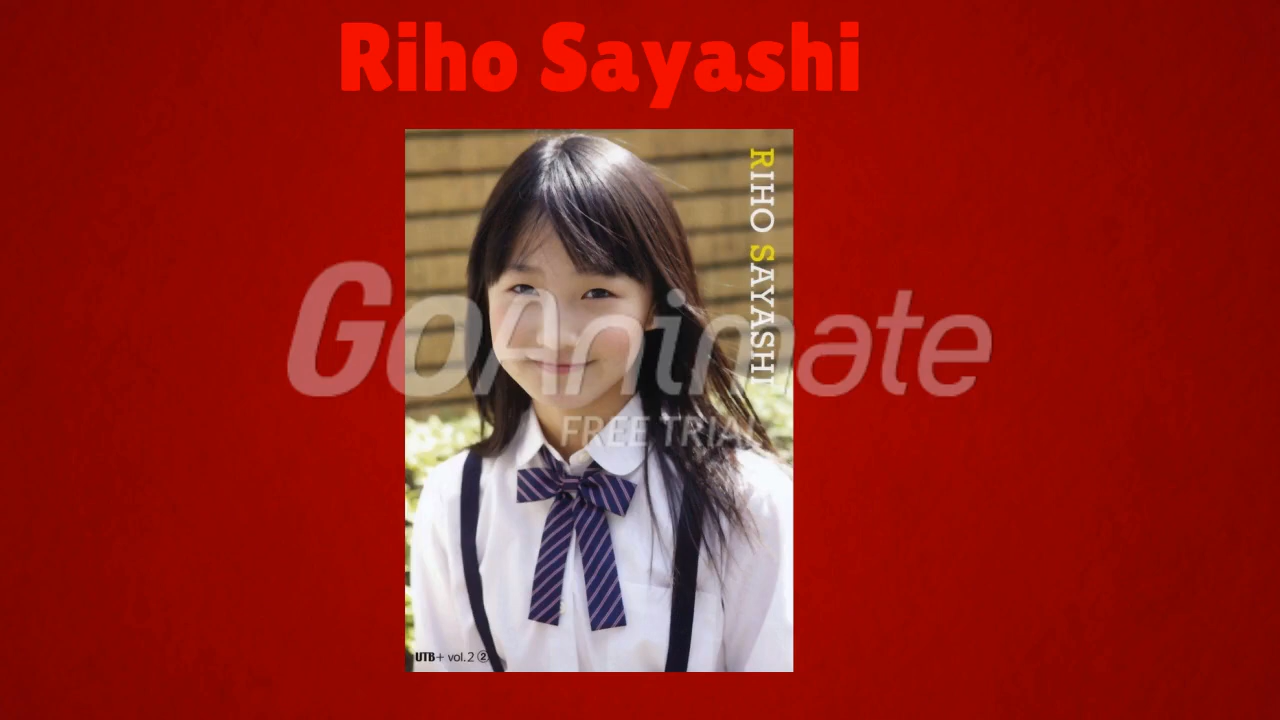 Riho Sayashi
RIHO SAYASHI
GoAnimate
FREE TRIAL
UTB+ vol.2 ②